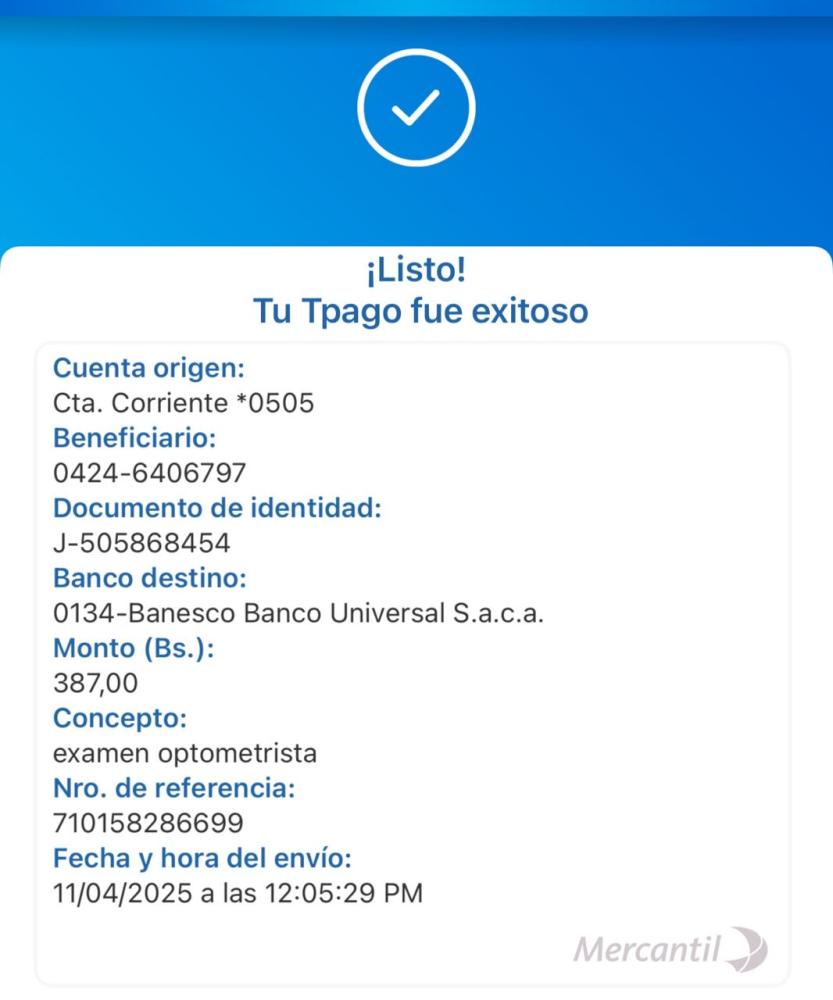 ¡Listo!
Tu Tpago fue exitoso
Cuenta origen:
Cta. Corriente *0505
Beneficiario:
0424-6406797
Documento de identidad:
J-505868454
Banco destino:
0134-Banesco Banco Universal S.a.c.a.
Monto (Bs.):
387,00
Concepto:
examen optometrista
Nro. de referencia:
710158286699
Fecha y hora del envío:
11/04/2025 a las 12:05:29 PM
Mercantil